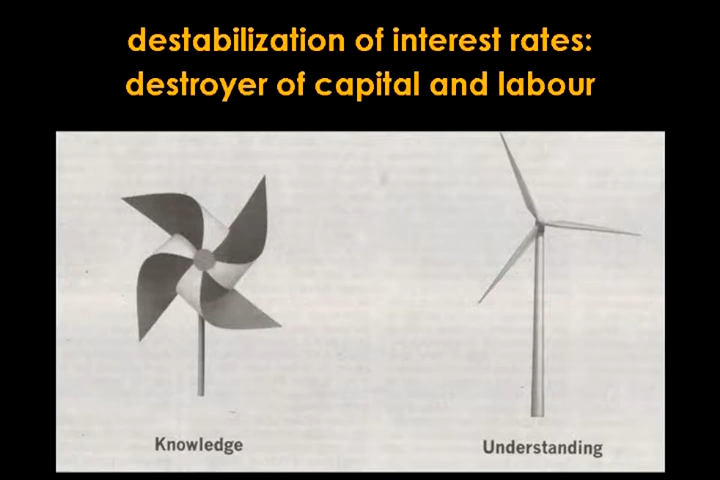 destabilization of interest rates:
destroyer of capital and labour
Knowledge
Understanding